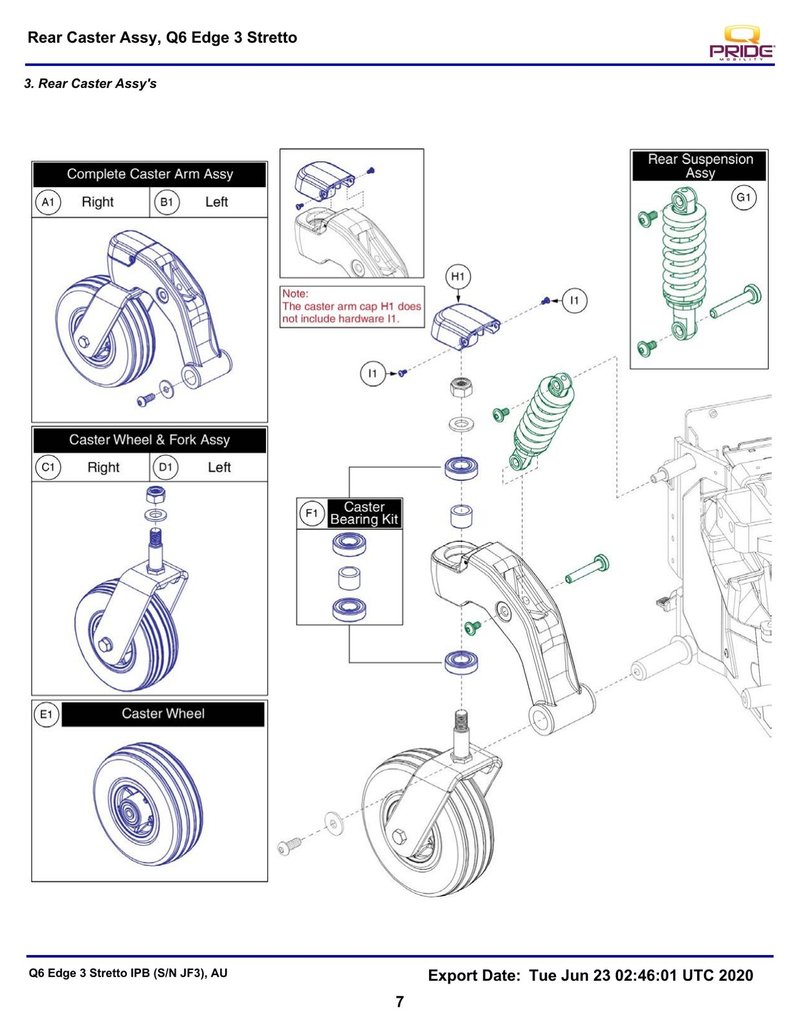 Rear Caster Assy, Q6 Edge 3 Stretto
Q
PRIDE
MOBILITY
3. Rear Caster Assy's
Complete Caster Arm Assy
A1 Right B1 Left
Rear Suspension
Assy
G1
H1
I1
Note:
The caster arm cap H1 does
not include hardware I1.
I1
Caster Wheel & Fork Assy
C1 Right D1 Left
F1 Caster
Bearing Kit
E1 Caster Wheel
Q6 Edge 3 Stretto IPB (S/N JF3), AU
Export Date: Tue Jun 23 02:46:01 UTC 2020
7